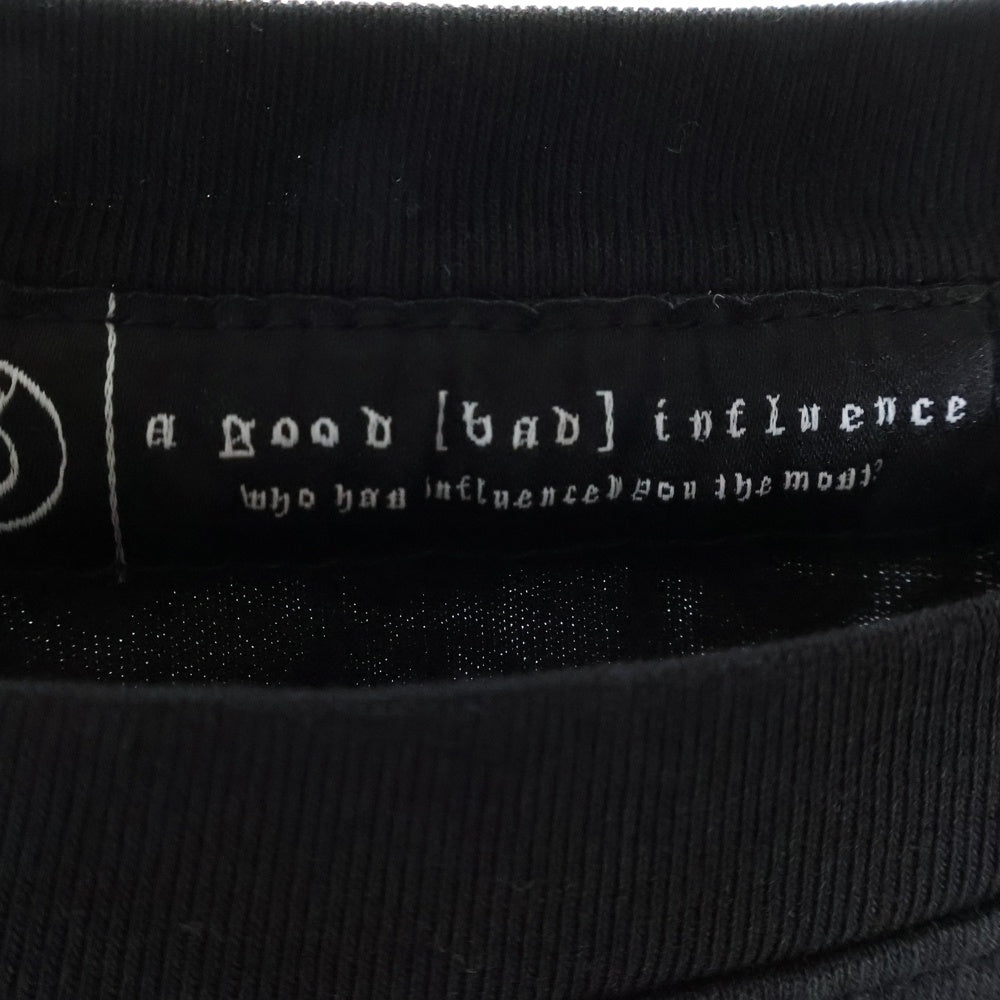 a good [bad] influence
who has influenced you the most?